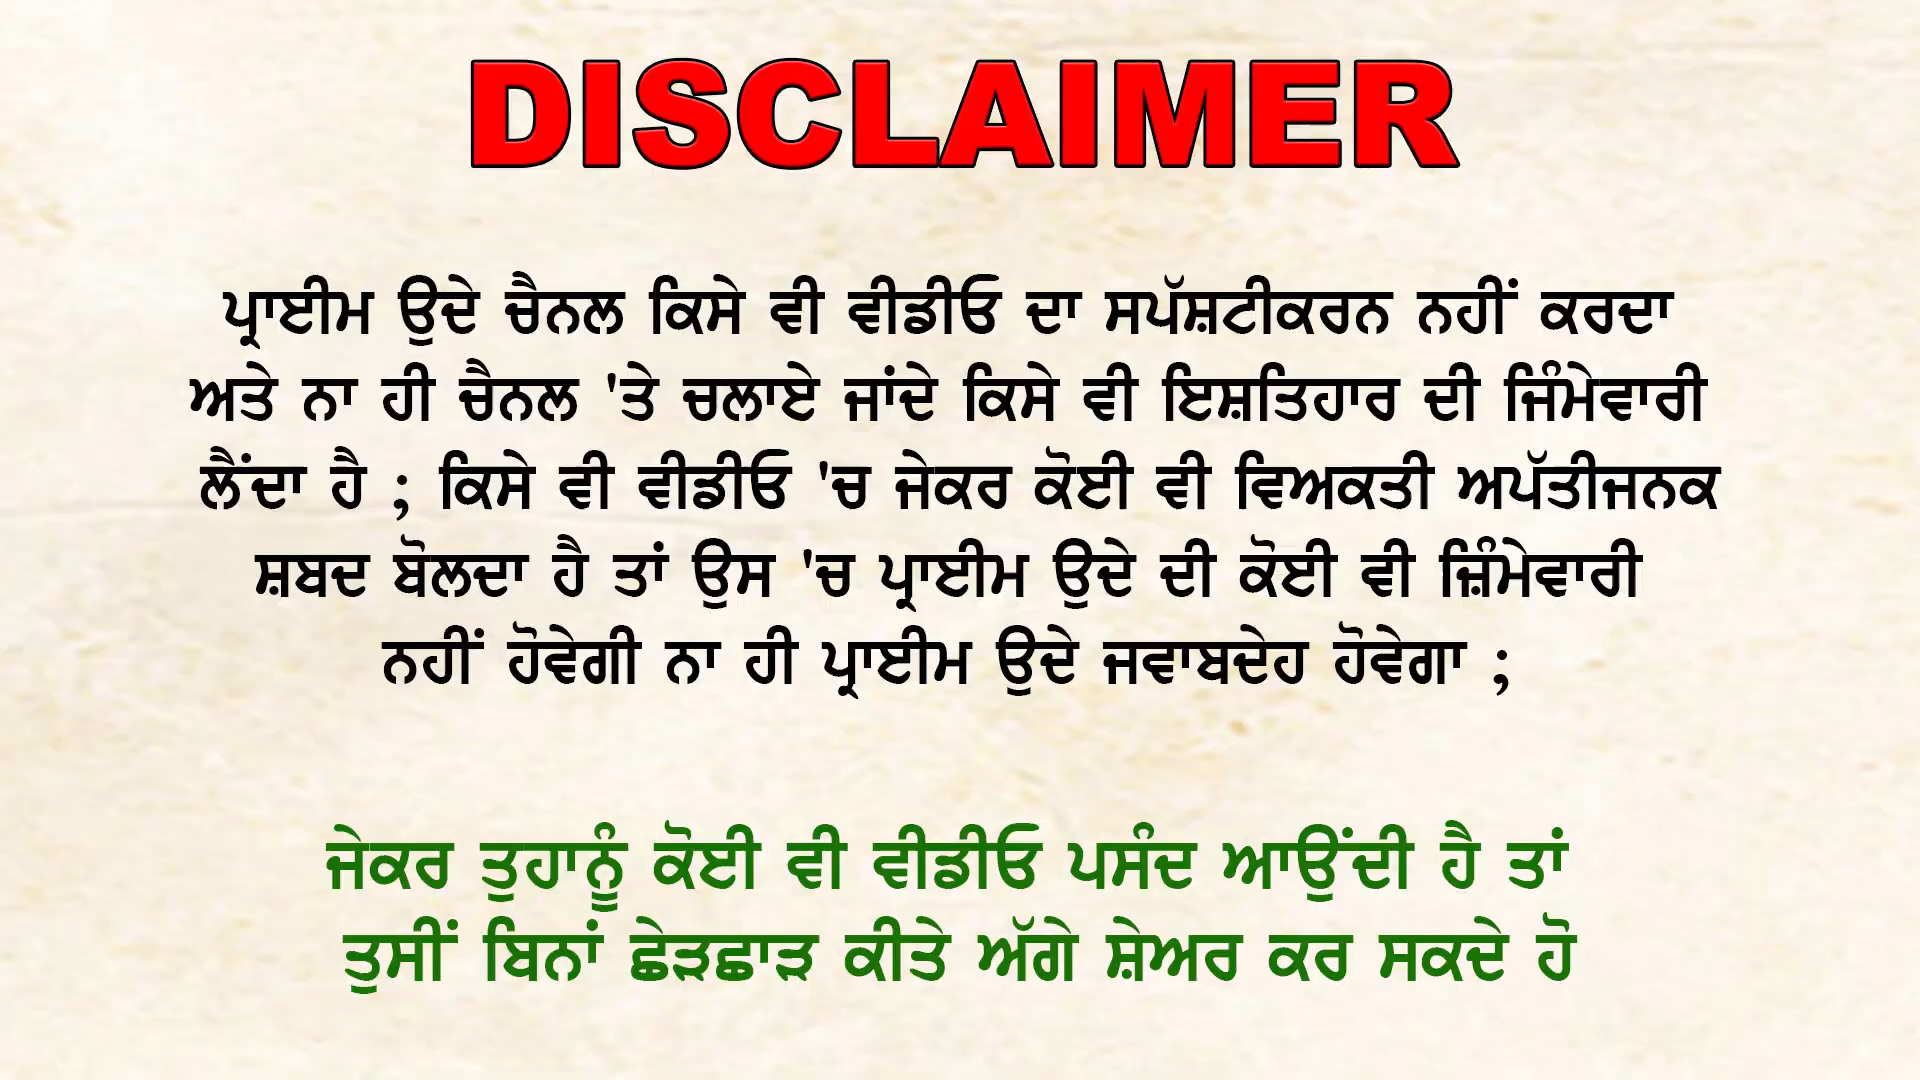 DISCLAIMER
ਪ੍ਰਾਈਮ ਉਦੇ ਚੈਨਲ ਕਿਸੇ ਵੀ ਵੀਡੀਓ ਦਾ ਸਪੱਸ਼ਟੀਕਰਨ ਨਹੀਂ ਕਰਦਾ
ਅਤੇ ਨਾ ਹੀ ਚੈਨਲ 'ਤੇ ਚਲਾਏ ਜਾਂਦੇ ਕਿਸੇ ਵੀ ਇਸ਼ਤਿਹਾਰ ਦੀ ਜਿੰਮੇਵਾਰੀ
ਲੈਂਦਾ ਹੈ ; ਕਿਸੇ ਵੀ ਵੀਡੀਓ 'ਚ ਜੇਕਰ ਕੋਈ ਵੀ ਵਿਅਕਤੀ ਅਪੱਤੀਜਨਕ
ਸ਼ਬਦ ਬੋਲਦਾ ਹੈ ਤਾਂ ਉਸ 'ਚ ਪ੍ਰਾਈਮ ਉਦੇ ਦੀ ਕੋਈ ਵੀ ਜ਼ਿੰਮੇਵਾਰੀ
ਨਹੀਂ ਹੋਵੇਗੀ ਨਾ ਹੀ ਪ੍ਰਾਈਮ ਉਦੇ ਜਵਾਬਦੇਹ ਹੋਵੇਗਾ ;
ਜੇਕਰ ਤੁਹਾਨੂੰ ਕੋਈ ਵੀ ਵੀਡੀਓ ਪਸੰਦ ਆਉਂਦੀ ਹੈ ਤਾਂ
ਤੁਸੀਂ ਬਿਨਾਂ ਛੇੜਛਾੜ ਕੀਤੇ ਅੱਗੇ ਸ਼ੇਅਰ ਕਰ ਸਕਦੇ ਹੋ